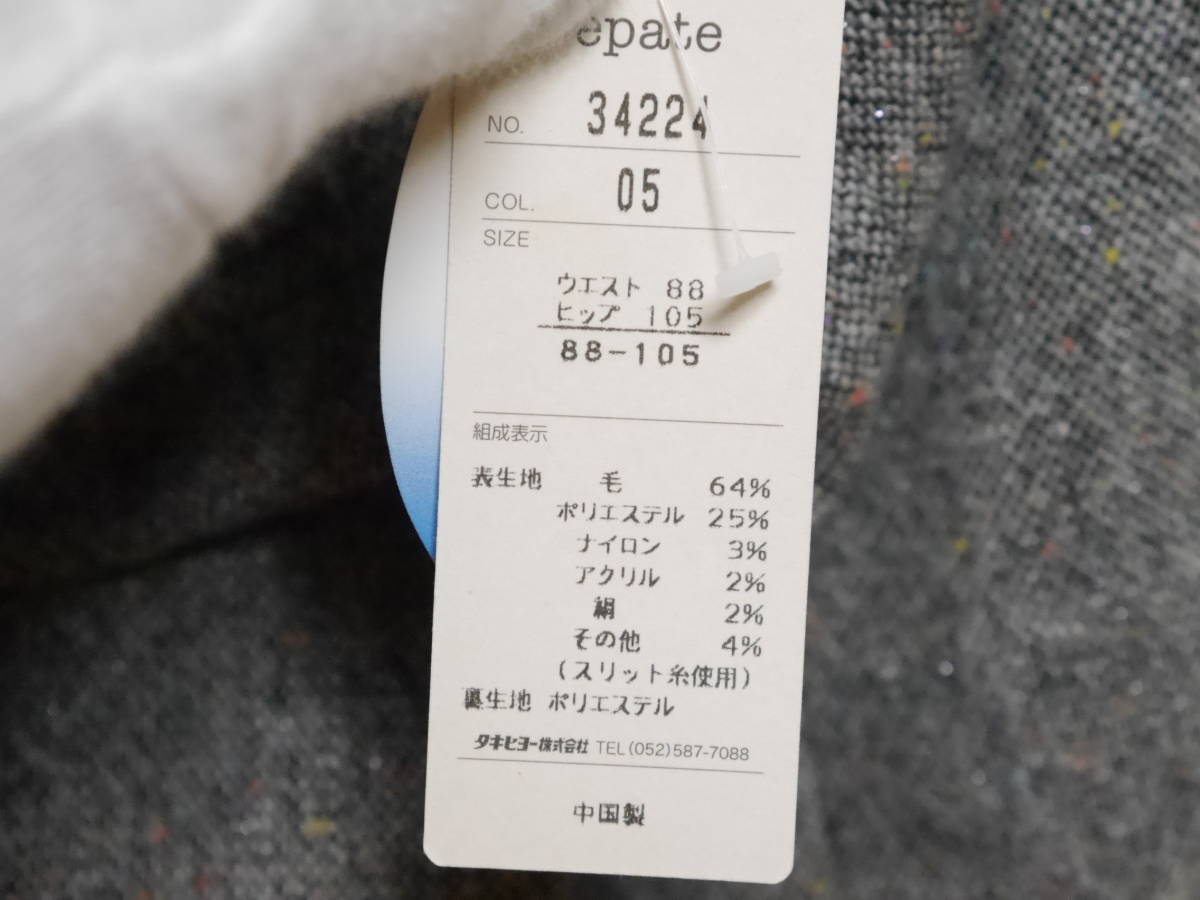 epate
NO. 34224
COL. 05
SIZE
ウエスト 88
ヒップ 105
88-105
組成表示
表生地 毛 64%
ポリエステル 25%
ナイロン 3%
アクリル 2%
絹 2%
その他 4%
(スリット糸使用)
裏生地 ポリエステル
タキヒヨー株式会社 TEL(052)587-7088
中国製